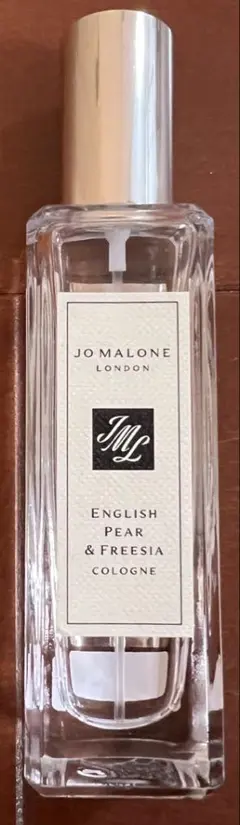 JO MALONE
LONDON
JML
ENGLISH
PEAR
& FREESIA
COLOGNE